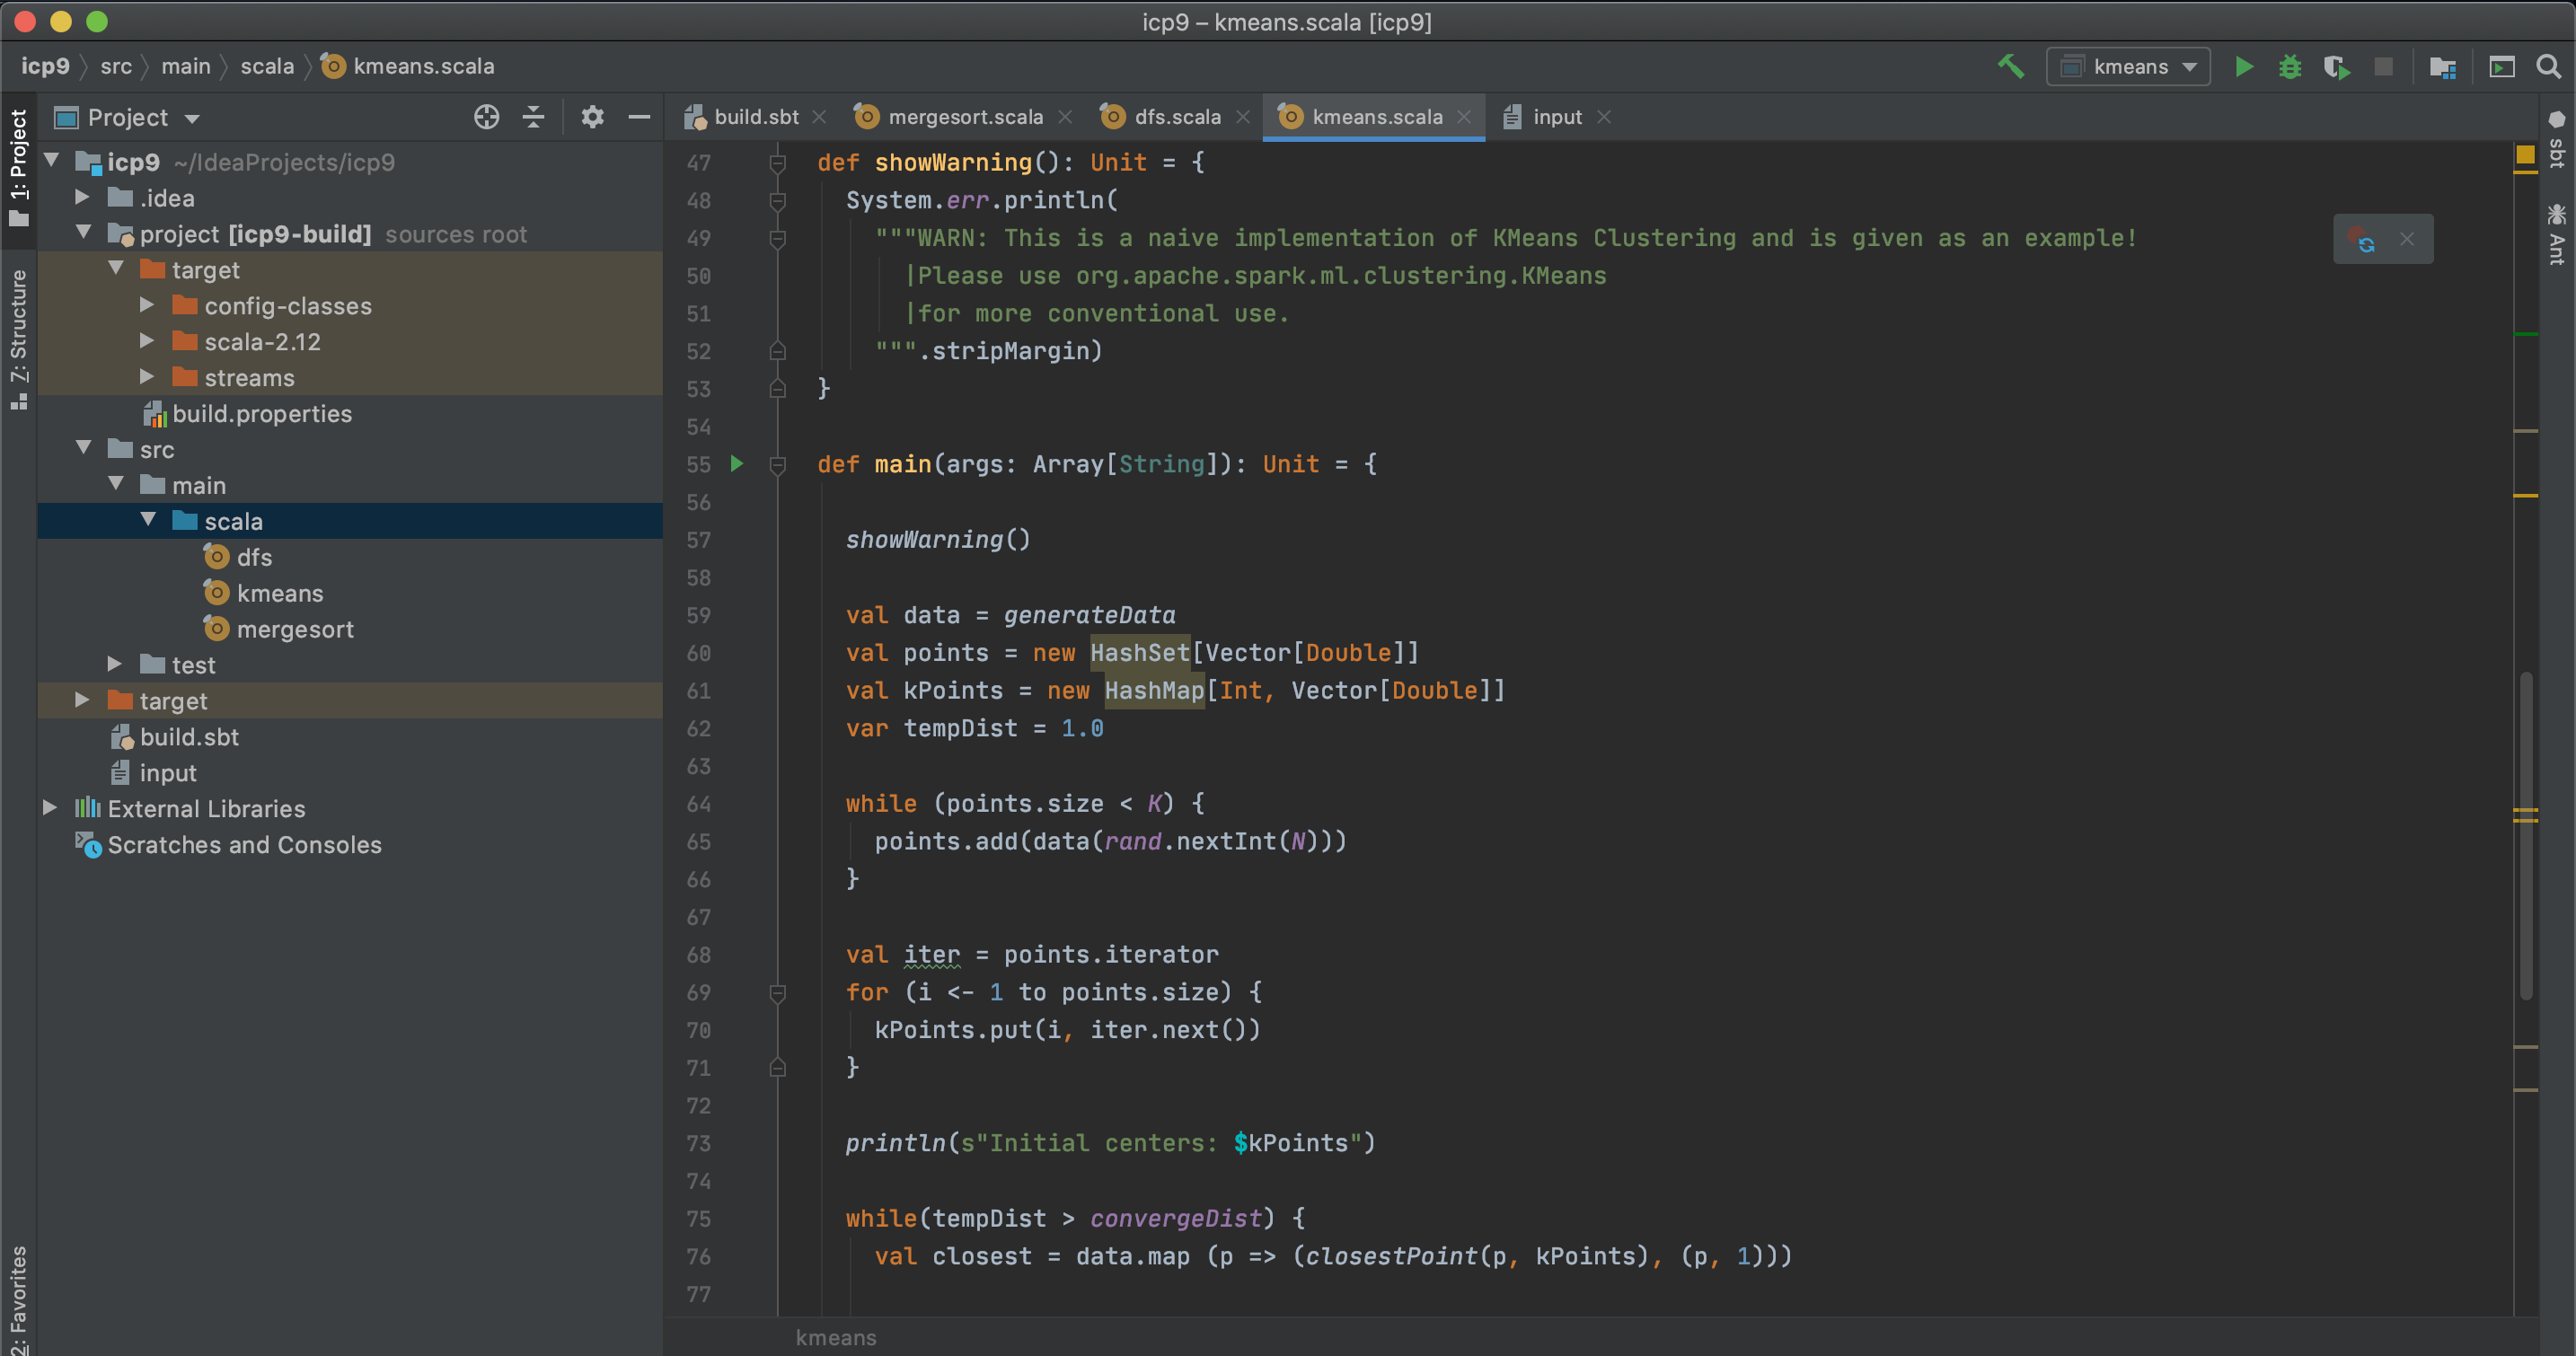 icp9 – kmeans.scala [icp9]
icp9 src main scala kmeans.scala
kmeans
Project
build.sbt mergesort.scala dfs.scala kmeans.scala input
1: Project
Z: Structure
2: Favorites
icp9 ~/IdeaProjects/icp9
.idea
project [icp9-build] sources root
target
config-classes
scala-2.12
streams
build.properties
src
main
scala
dfs
kmeans
mergesort
test
target
build.sbt
input
External Libraries
Scratches and Consoles
47 def showWarning(): Unit = {
48 System.err.println(
49 """WARN: This is a naive implementation of KMeans Clustering and is given as an example!
50 |Please use org.apache.spark.ml.clustering.KMeans
51 |for more conventional use.
52 """.stripMargin)
53 }
54
55 def main(args: Array[String]): Unit = {
56
57 showWarning()
58
59 val data = generateData
60 val points = new HashSet[Vector[Double]]
61 val kPoints = new HashMap[Int, Vector[Double]]
62 var tempDist = 1.0
63
64 while (points.size < K) {
65 points.add(data(rand.nextInt(N)))
66 }
67
68 val iter = points.iterator
69 for (i <- 1 to points.size) {
70 kPoints.put(i, iter.next())
71 }
72
73 println(s"Initial centers: $kPoints")
74
75 while(tempDist > convergeDist) {
76 val closest = data.map (p => (closestPoint(p, kPoints), (p, 1)))
77
kmeans
sbt
Ant